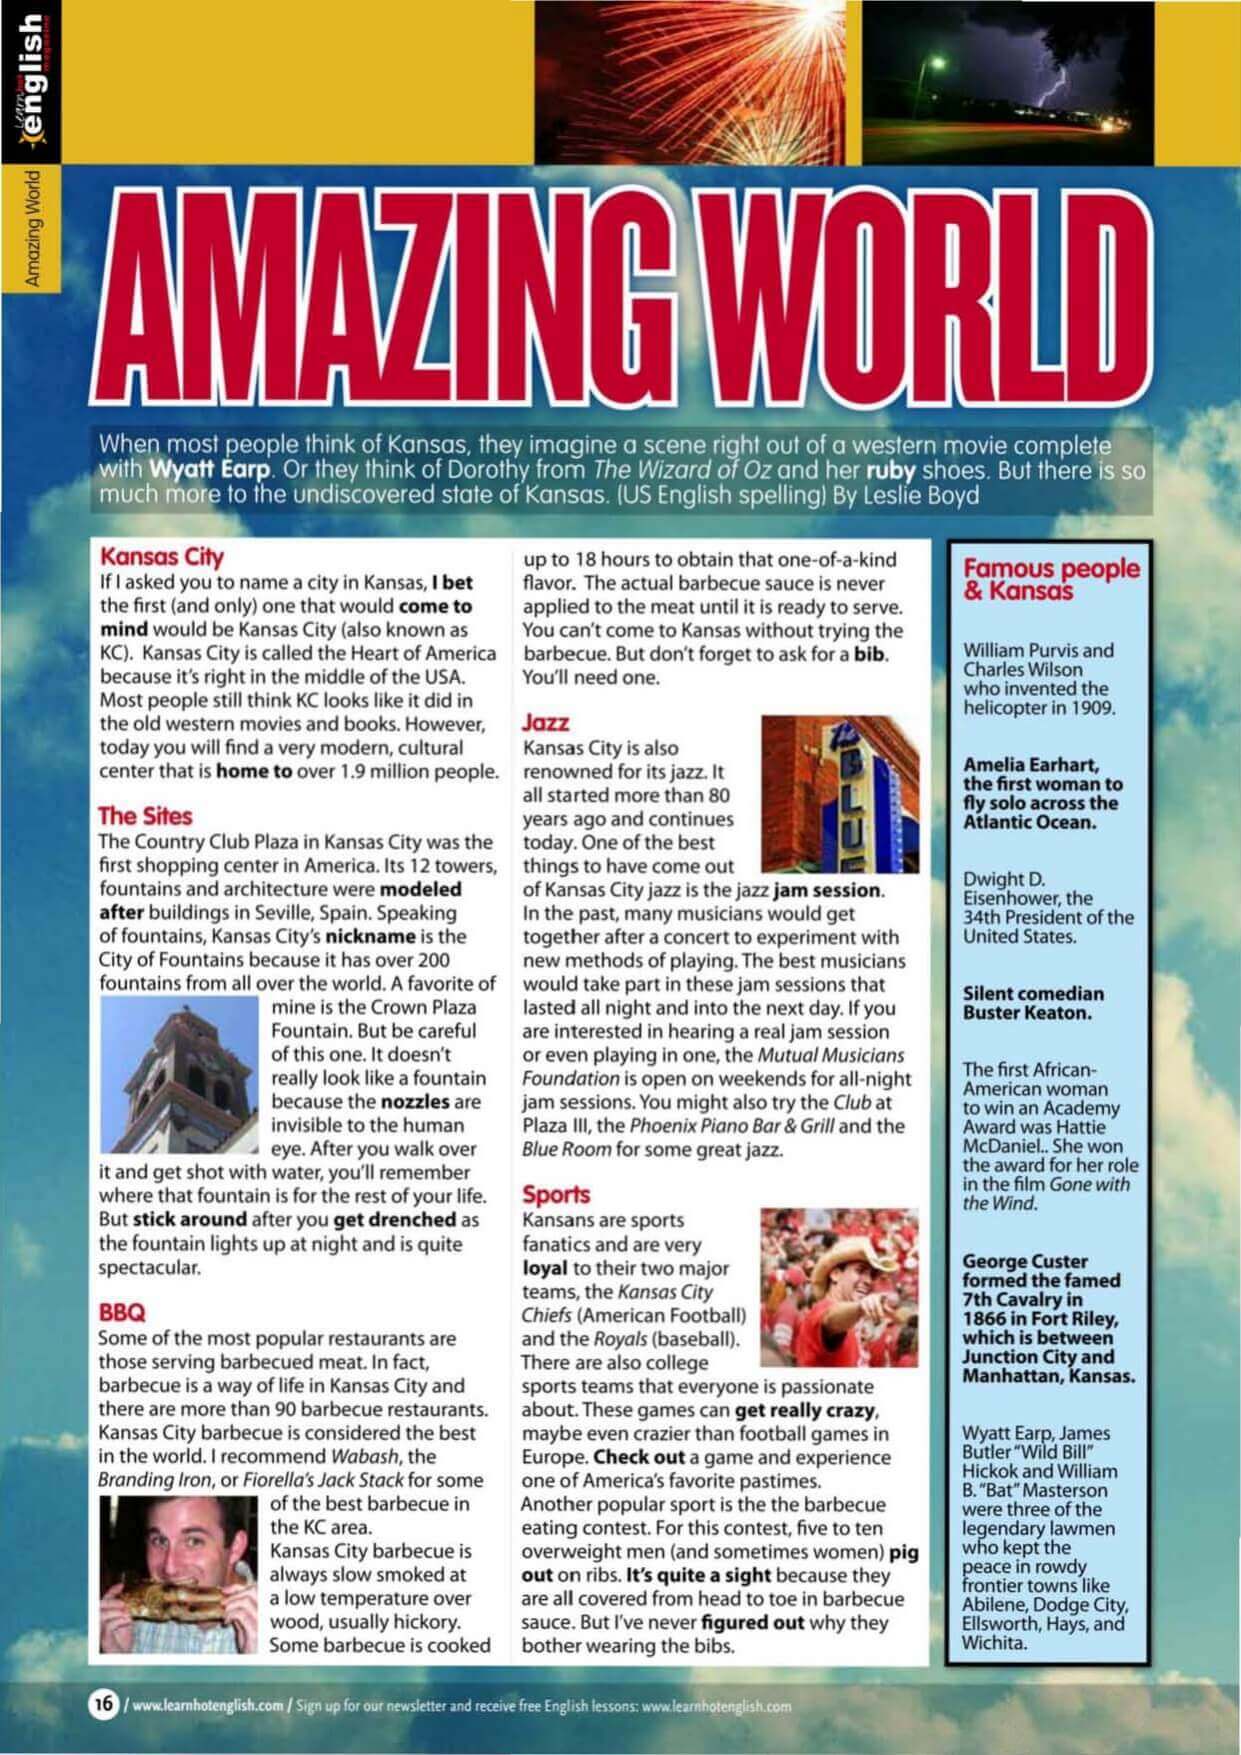 Learn hot
english
magazine
Amazing World
AMAZING WORLD
When most people think of Kansas, they imagine a scene right out of a western movie complete
with Wyatt Earp. Or they think of Dorothy from The Wizard of Oz and her ruby shoes. But there is so
much more to the undiscovered state of Kansas. (US English spelling) By Leslie Boyd
Kansas City
If I asked you to name a city in Kansas, I bet
the first (and only) one that would come to
mind would be Kansas City (also known as
KC). Kansas City is called the Heart of America
because it's right in the middle of the USA.
Most people still think KC looks like it did in
the old western movies and books. However,
today you will find a very modern, cultural
center that is home to over 1.9 million people.
The Sites
The Country Club Plaza in Kansas City was the
first shopping center in America. Its 12 towers,
fountains and architecture were modeled
after buildings in Seville, Spain. Speaking
of fountains, Kansas City's nickname is the
City of Fountains because it has over 200
fountains from all over the world. A favorite of
mine is the Crown Plaza
Fountain. But be careful
of this one. It doesn't
really look like a fountain
because the nozzles are
invisible to the human
eye. After you walk over
it and get shot with water, you'll remember
where that fountain is for the rest of your life.
But stick around after you get drenched as
the fountain lights up at night and is quite
spectacular.
BBQ
Some of the most popular restaurants are
those serving barbecued meat. In fact,
barbecue is a way of life in Kansas City and
there are more than 90 barbecue restaurants.
Kansas City barbecue is considered the best
in the world. I recommend Wabash, the
Branding Iron, or Fiorella's Jack Stack for some
of the best barbecue in
the KC area.
Kansas City barbecue is
always slow smoked at
a low temperature over
wood, usually hickory.
Some barbecue is cooked
up to 18 hours to obtain that one-of-a-kind
flavor. The actual barbecue sauce is never
applied to the meat until it is ready to serve.
You can't come to Kansas without trying the
barbecue. But don't forget to ask for a bib.
You'll need one.
Jazz
Kansas City is also
renowned for its jazz. It
all started more than 80
years ago and continues
today. One of the best
things to have come out
of Kansas City jazz is the jazz jam session.
In the past, many musicians would get
together after a concert to experiment with
new methods of playing. The best musicians
would take part in these jam sessions that
lasted all night and into the next day. If you
are interested in hearing a real jam session
or even playing in one, the Mutual Musicians
Foundation is open on weekends for all-night
jam sessions. You might also try the Club at
Plaza III, the Phoenix Piano Bar & Grill and the
Blue Room for some great jazz.
The
BLUE
Sports
Kansans are sports
fanatics and are very
loyal to their two major
teams, the Kansas City
Chiefs (American Football)
and the Royals (baseball).
There are also college
sports teams that everyone is passionate
about. These games can get really crazy,
maybe even crazier than football games in
Europe. Check out a game and experience
one of America's favorite pastimes.
Another popular sport is the the barbecue
eating contest. For this contest, five to ten
overweight men (and sometimes women) pig
out on ribs. It's quite a sight because they
are all covered from head to toe in barbecue
sauce. But I've never figured out why they
bother wearing the bibs.
Famous people
& Kansas
William Purvis and
Charles Wilson
who invented the
helicopter in 1909.
Amelia Earhart,
the first woman to
fly solo across the
Atlantic Ocean.
Dwight D.
Eisenhower, the
34th President of the
United States.
Silent comedian
Buster Keaton.
The first African-
American woman
to win an Academy
Award was Hattie
McDaniel.. She won
the award for her role
in the film Gone with
the Wind.
George Custer
formed the famed
7th Cavalry in
1866 in Fort Riley,
which is between
Junction City and
Manhattan, Kansas.
Wyatt Earp, James
Butler "Wild Bill"
Hickok and William
B. "Bat" Masterson
were three of the
legendary lawmen
who kept the
peace in rowdy
frontier towns like
Abilene, Dodge City,
Ellsworth, Hays, and
Wichita.
16 / www.learnhotenglish.com / Sign up for our newsletter and receive free English lessons: www.learnhotenglish.com